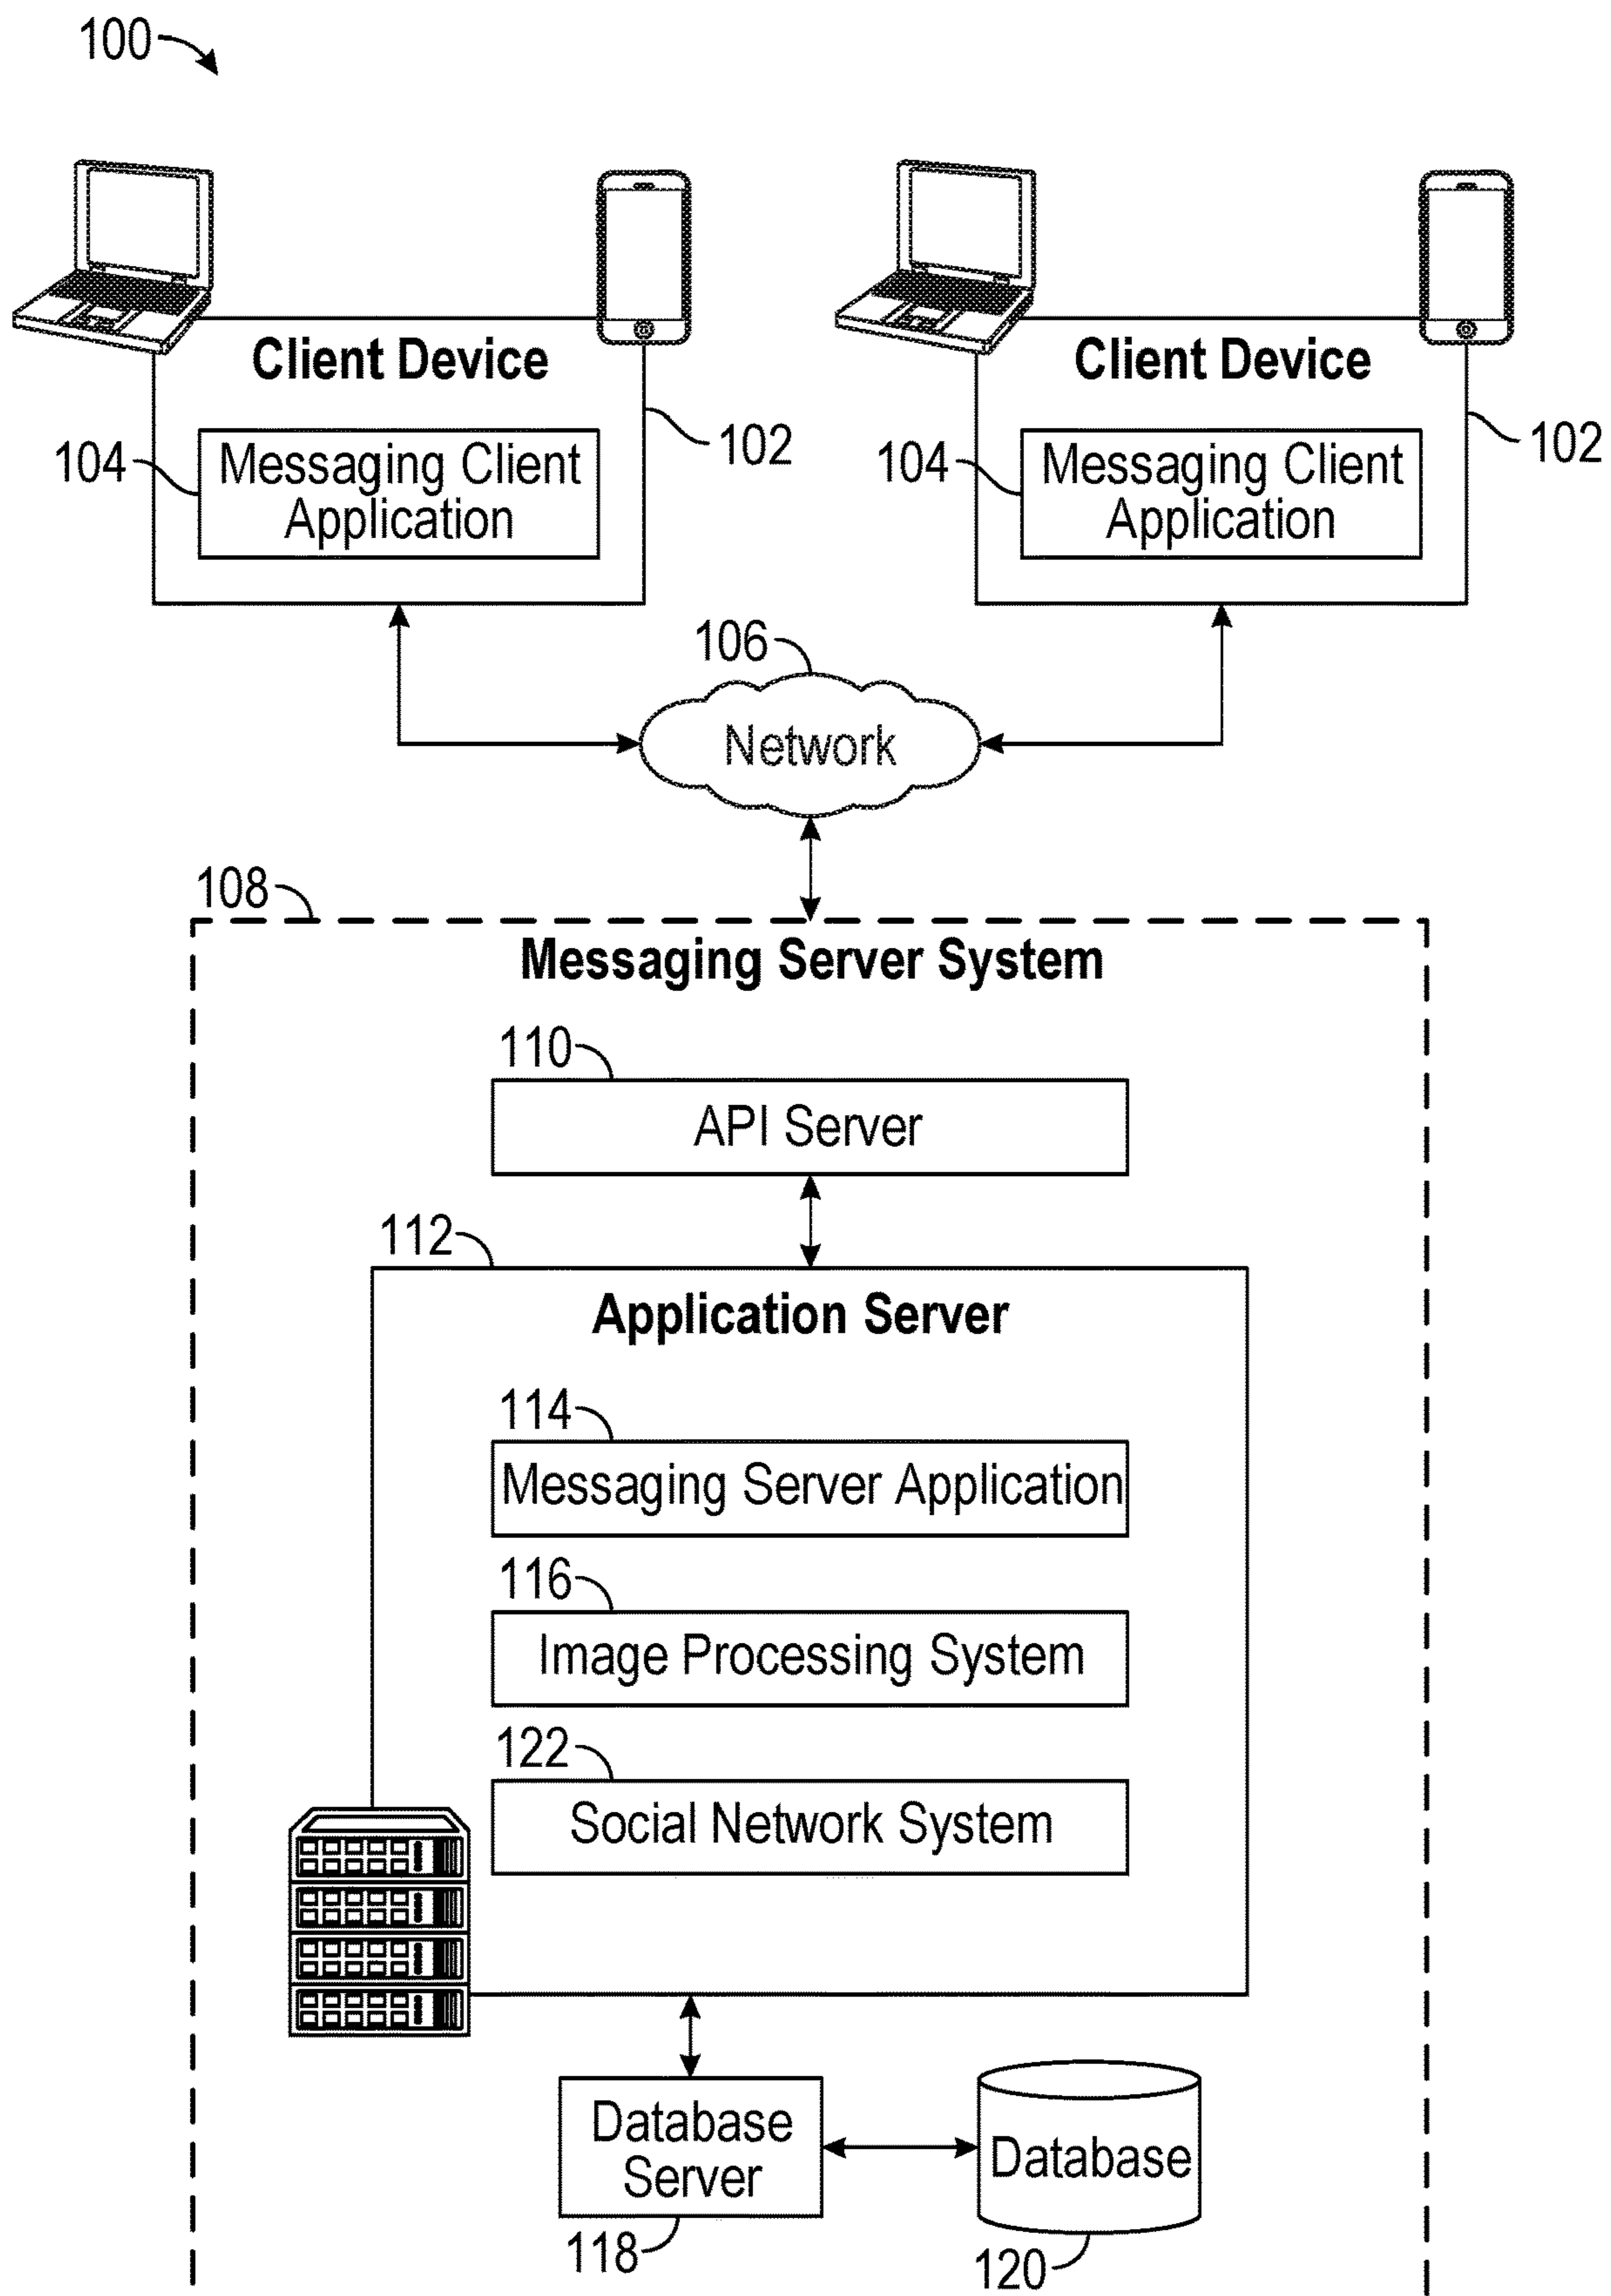 100
Client Device
102
104
Messaging Client
Application
Client Device
102
104
Messaging Client
Application
106
Network
108
Messaging Server System
110
API Server
112
Application Server
114
Messaging Server Application
116
Image Processing System
122
Social Network System
Database
Server
118
Database
120